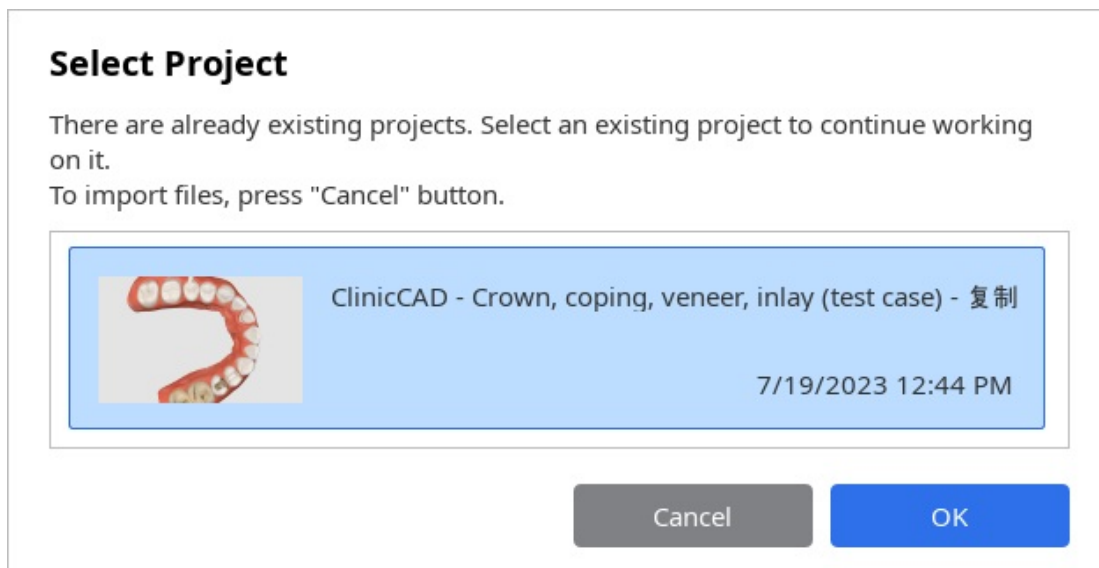 Select Project
There are already existing projects. Select an existing project to continue working
on it.
To import files, press "Cancel" button.
ClinicCAD - Crown, coping, veneer, inlay (test case) - 复制
7/19/2023 12:44 PM
Cancel
OK